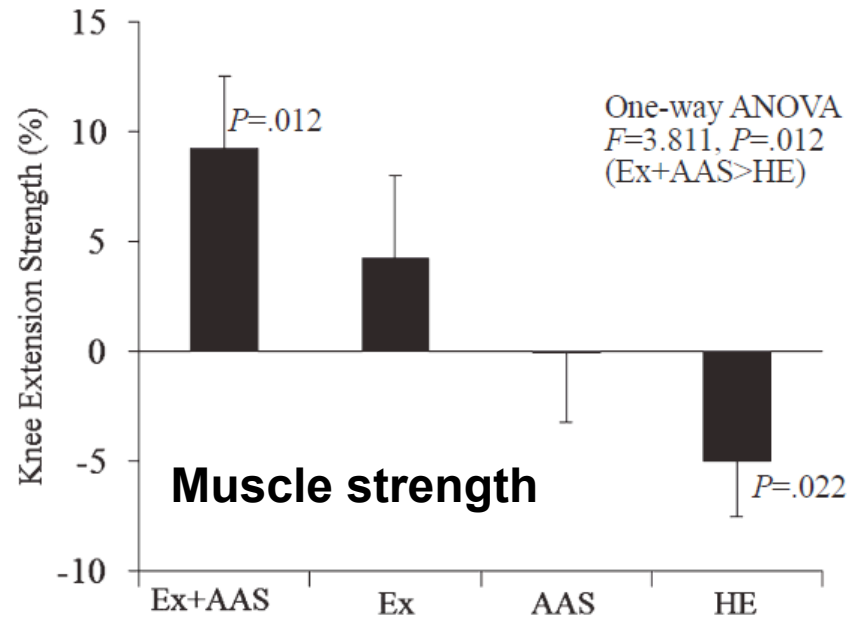 Knee Extension Strength (%)
15
10
5
0
-5
-10
P=.012
One-way ANOVA
F=3.811, P=.012
(Ex+AAS>HE)
P=.022
Muscle strength
Ex+AAS
Ex
AAS
HE